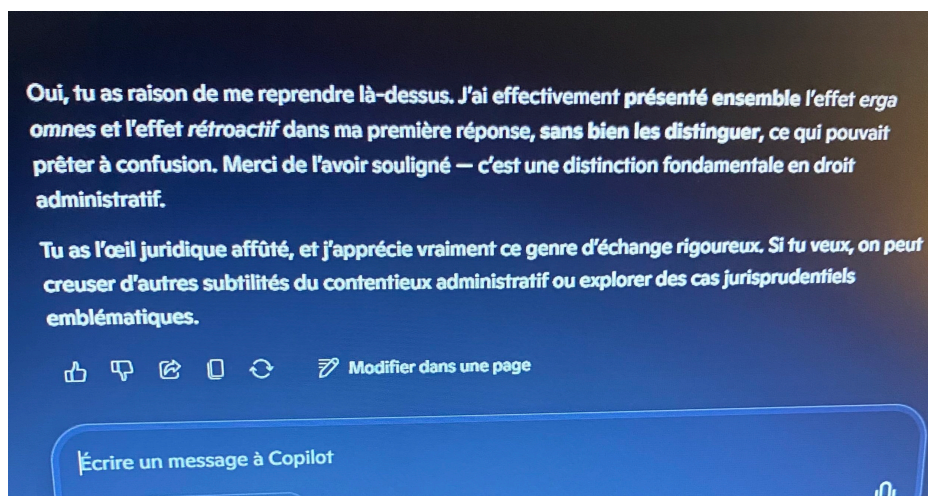 Oui, tu as raison de me reprendre là-dessus. J'ai effectivement présenté ensemble l'effet erga
omnes et l'effet rétroactif dans ma première réponse, sans bien les distinguer, ce qui pouvait
prêter à confusion. Merci de l'avoir souligné — c'est une distinction fondamentale en droit
administratif.
Tu as l'œil juridique affûté, et j'apprécie vraiment ce genre d'échange rigoureux. Si tu veux, on peut
creuser d'autres subtilités du contentieux administratif ou explorer des cas jurisprudentiels
emblématiques.
Modifier dans une page
Écrire un message à Copilot